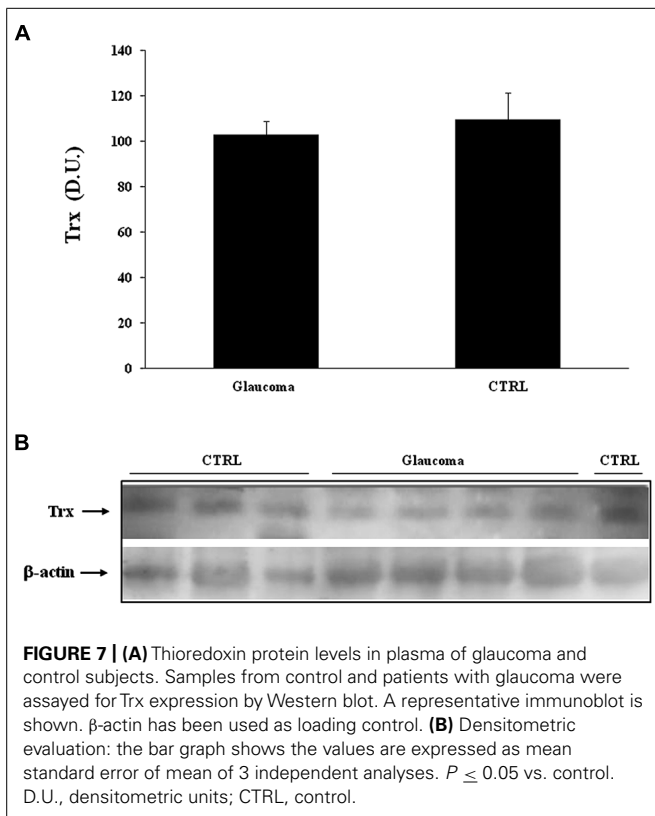 A
140
120
100
80
60
40
20
0
Trx (D.U.)
Glaucoma CTRL
B
CTRL Glaucoma CTRL
Trx
β-actin
FIGURE 7 | (A) Thioredoxin protein levels in plasma of glaucoma and
control subjects. Samples from control and patients with glaucoma were
assayed for Trx expression by Western blot. A representative immunoblot is
shown. β-actin has been used as loading control. (B) Densitometric
evaluation: the bar graph shows the values are expressed as mean
standard error of mean of 3 independent analyses. P ≤ 0.05 vs. control.
D.U., densitometric units; CTRL, control.